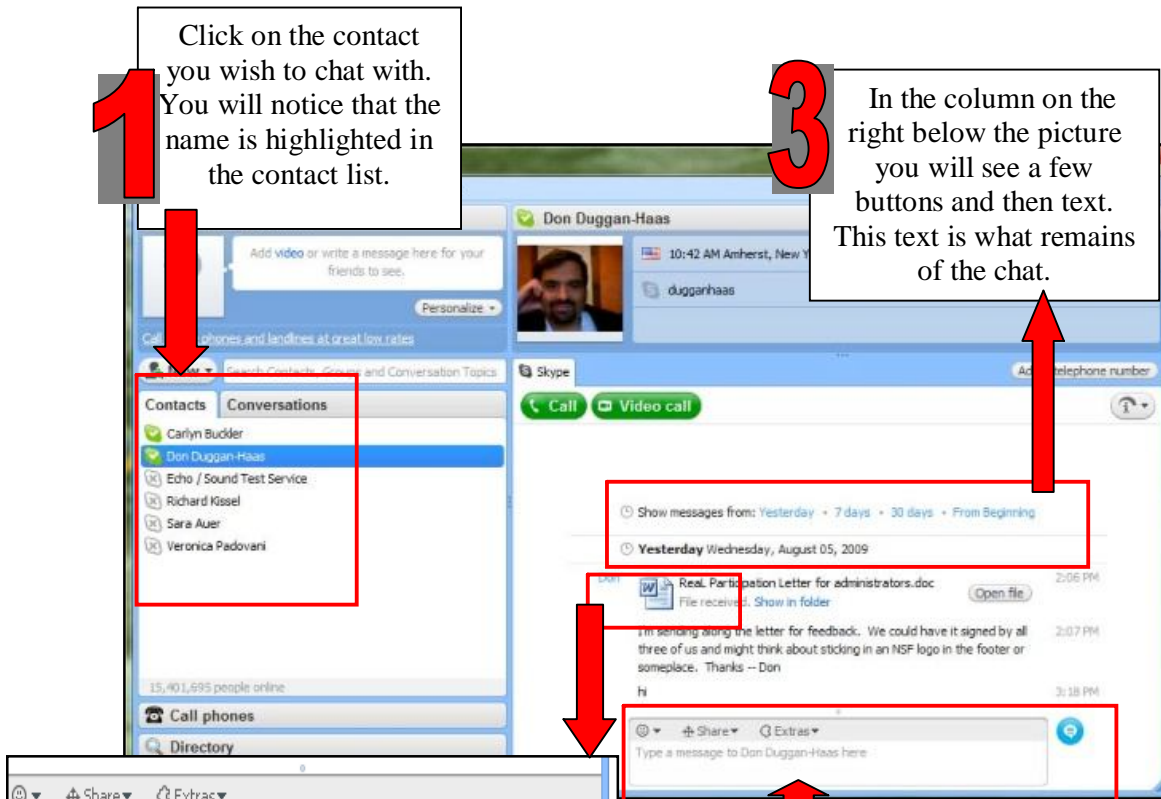 Click on the contact
you wish to chat with.
You will notice that the
name is highlighted in
the contact list.
1
3
In the column on the
right below the picture
you will see a few
buttons and then text.
This text is what remains
of the chat.
Add video or write a message here for your
friends to see.
Personalize
phones and landlines at great low rates
Search Contacts, Groups and Conversation Topics
Contacts
Conversations
Carlyn Buckler
Don Duggan-Haas
Echo / Sound Test Service
Richard Kissel
Sara Auer
Veronica Padovani
15,401,695 people online
Call phones
Directory
Share
Extras
Don Duggan-Haas
10:42 AM Amherst, New Y
dugganhaas
Skype
telephone number
Call
Video call
Show messages from: Yesterday • 7 days • 30 days • From Beginning
Yesterday Wednesday, August 05, 2009
Don
ReaL Particpation Letter for administrators.doc
2:06 PM
File received. Show in folder
Open file
I'm sending along the letter for feedback. We could have it signed by all
2:07 PM
three of us and might think about sticking in an NSF logo in the footer or
someplace. Thanks -- Don
hi
3:18 PM
Share
Extras
Type a message to Don Duggan-Haas here